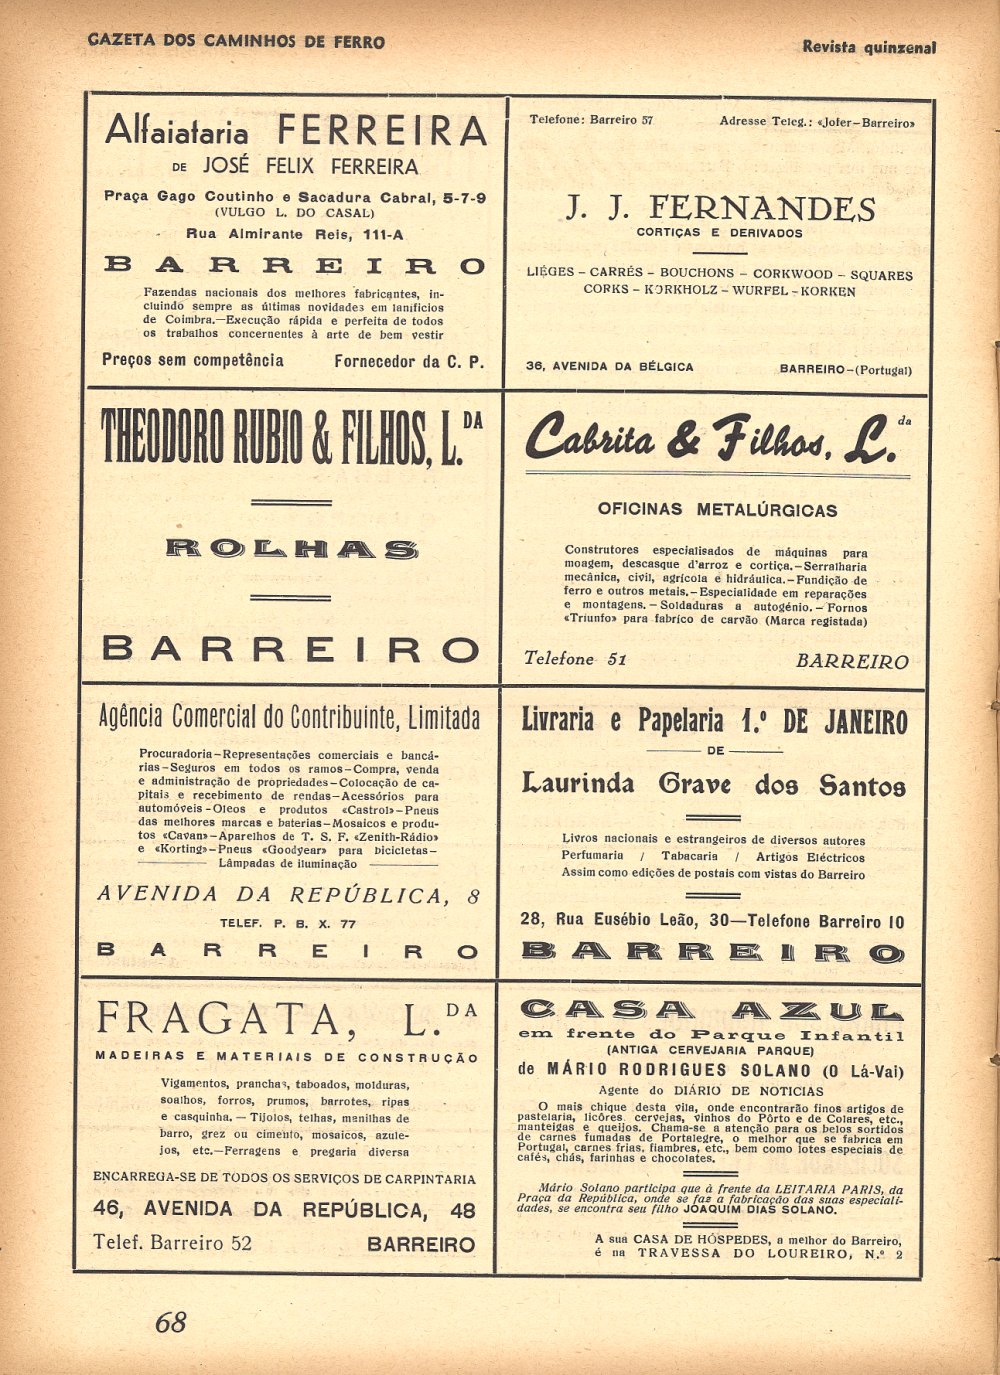 GAZETA DOS CAMINHOS DE FERRO
Revista quinzenal
Alfaiataria FERREIRA
DE JOSÉ FELIX FERREIRA
Praça Gago Coutinho e Sacadura Cabral, 5-7-9
(VULGO L. DO CASAL)
Rua Almirante Reis, 111-A
BARREIRO
Fazendas nacionais dos melhores fabricantes, in-
cluindo sempre as últimas novidades em lanifícios
de Coimbra.—Execução rápida e perfeita de todos
os trabalhos concernentes à arte de bem vestir
Preços sem competência Fornecedor da C. P.
Telefone: Barreiro 57 Adresse Teleg.: «Jofer-Barreiro»
J. J. FERNANDES
CORTIÇAS E DERIVADOS
LIÉGES – CARRÉS – BOUCHONS – CORKWOOD – SQUARES
CORKS – KORKHOLZ – WURFEL – KORKEN
36, AVENIDA DA BÉLGICA BARREIRO—(Portugal)
THEODORO RUBIO & FILHOS, L.DA
ROLHAS
BARREIRO
Cabrita & Filhos, L.da
OFICINAS METALÚRGICAS
Construtores especialisados de máquinas para
moagem, descasque d'arroz e cortiça.—Serralharia
mecânica, civil, agrícola e hidráulica.—Fundição de
ferro e outros metais.—Especialidade em reparações
e montagens. — Soldaduras a autogénio. — Fornos
«Triunfo» para fabrico de carvão (Marca registada)
Telefone 51 BARREIRO
Agência Comercial do Contribuinte, Limitada
Procuradoria—Representações comerciais e bancá-
rias—Seguros em todos os ramos—Compra, venda
e administração de propriedades—Colocação de ca-
pitais e recebimento de rendas—Acessórios para
automóveis - Oleos e produtos «Castrol»—Pneus
das melhores marcas e baterias—Mosaicos e produ-
tos «Cavan»—Aparelhos de T. S. F. «Zenith-Rádio»
e «Korting»—Pneus «Goodyear» para bicicletas—
Lâmpadas de iluminação
AVENIDA DA REPÚBLICA, 8
TELEF. P. B. X. 77
BARREIRO
Livraria e Papelaria 1.º DE JANEIRO
DE
Laurinda Grave dos Santos
Livros nacionais e estrangeiros de diversos autores
Perfumaria / Tabacaria / Artigos Eléctricos
Assim como edições de postais com vistas do Barreiro
28, Rua Eusébio Leão, 30—Telefone Barreiro 10
BARREIRO
FRAGATA, L.DA
MADEIRAS E MATERIAIS DE CONSTRUÇÃO
Vigamentos, pranchas, taboados, molduras,
soalhos, forros, prumos, barrotes, ripas
e casquinha. — Tijolos, telhas, manilhas de
barro, grez ou cimento, mosaicos, azule-
jos, etc.—Ferragens e pregaria diversa
ENCARREGA-SE DE TODOS OS SERVIÇOS DE CARPINTARIA
46, AVENIDA DA REPÚBLICA, 48
Telef. Barreiro 52 BARREIRO
CASA AZUL
em frente do Parque Infantil
(ANTIGA CERVEJARIA PARQUE)
de MÁRIO RODRIGUES SOLANO (O Lá-Vai)
Agente do DIÁRIO DE NOTICIAS
O mais chique desta vila, onde encontrarão finos artigos de
pastelaria, licôres, cervejas, vinhos do Pôrto e de Colares, etc.,
manteigas e queijos. Chama-se a atenção para os belos sortidos
de carnes fumadas de Portalegre, o melhor que se fabrica em
Portugal, carnes frias, fiambres, etc., bem como lotes especiais de
cafés, chás, farinhas e chocolates.
Mário Solano participa que à frente da LEITARIA PARIS, da
Praça da República, onde se faz a fabricação das suas especiali-
dades, se encontra seu filho JOAQUIM DIAS SOLANO.
A sua CASA DE HÓSPEDES, a melhor do Barreiro,
é na TRAVESSA DO LOUREIRO, N.º 2
68